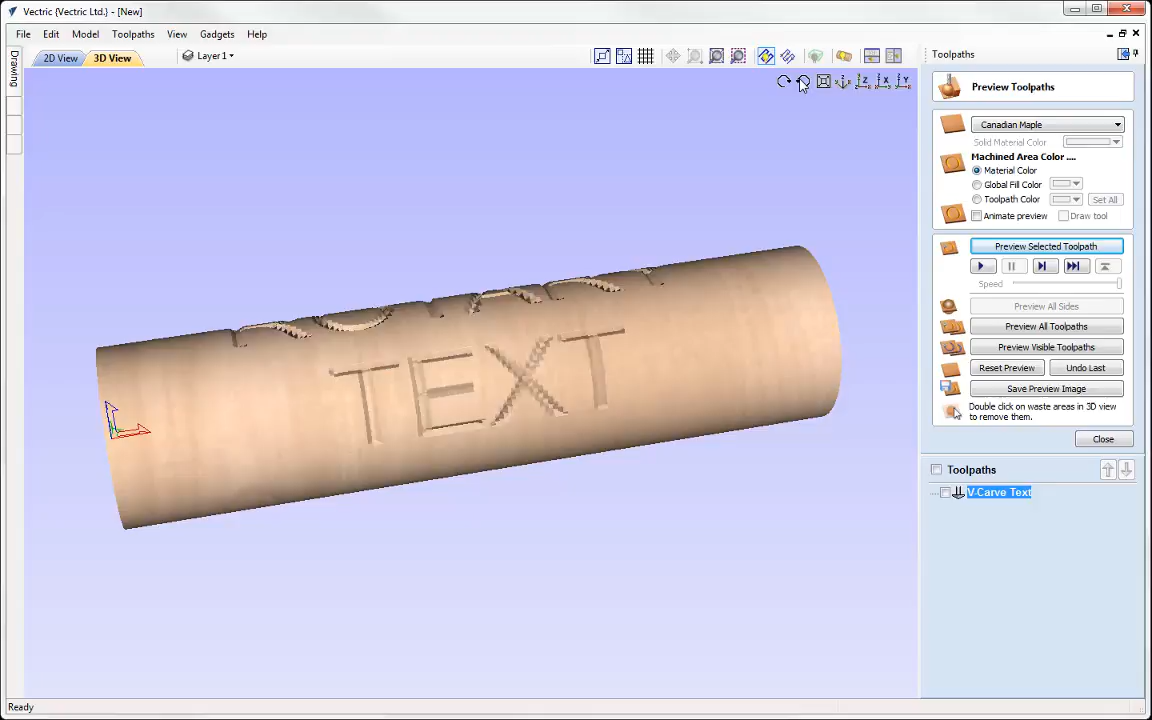 Vectric {Vectric Ltd.} - [New]
File Edit Model Toolpaths View Gadgets Help
2D View 3D View Layer 1
Drawing
Z X Y
TEXT
Ready
Toolpaths
Preview Toolpaths
Canadian Maple
Solid Material Color
Machined Area Color ....
Material Color
Global Fill Color
Toolpath Color Set All
Animate preview Draw tool
Preview Selected Toolpath
Speed
Preview All Sides
Preview All Toolpaths
Preview Visible Toolpaths
Reset Preview Undo Last
Save Preview Image
Double click on waste areas in 3D view
to remove them.
Close
Toolpaths
V-Carve Text